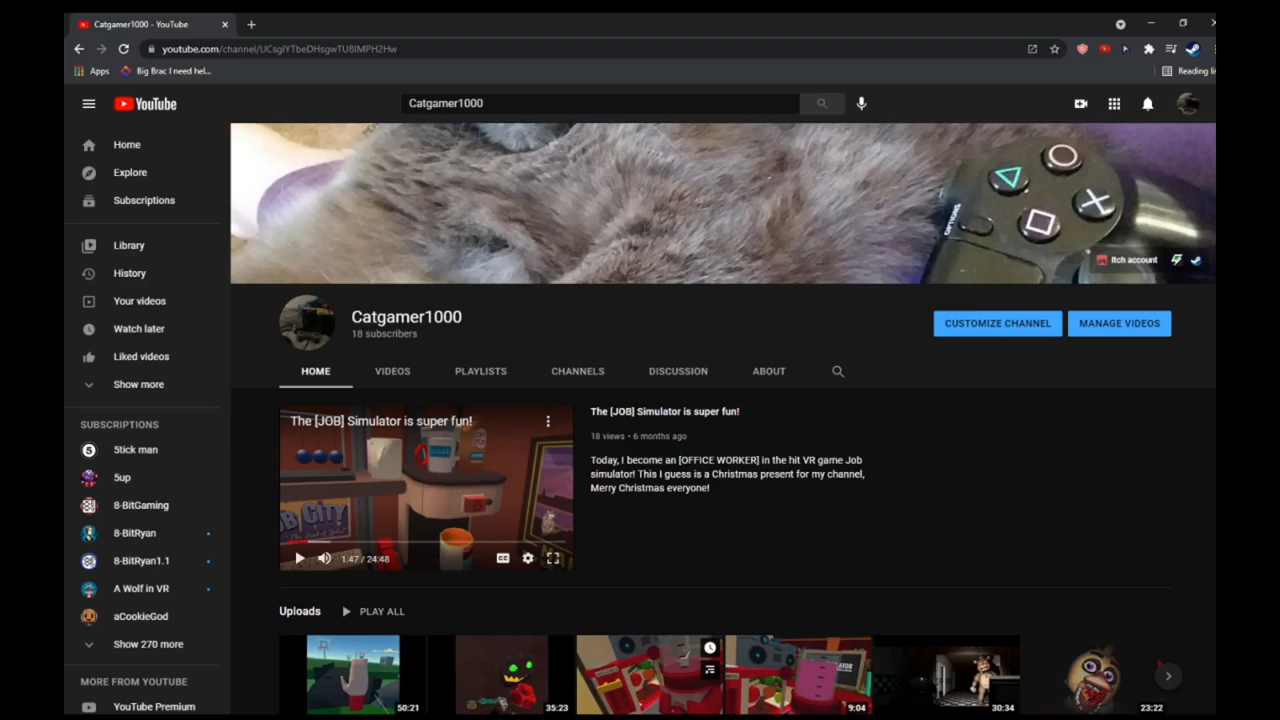 Catgamer1000 - YouTube
youtube.com/channel/UCsglYTbeDHsgwTU8IMPH2Hw
Apps
Big Brac I need hel...
Reading li
YouTube
Catgamer1000
Home
Explore
Subscriptions
Library
History
Your videos
Watch later
Liked videos
Show more
SUBSCRIPTIONS
5tick man
5up
8-BitGaming
8-BitRyan
8-BitRyan1.1
A Wolf in VR
aCookieGod
Show 270 more
MORE FROM YOUTUBE
YouTube Premium
OPTIONS
Itch account
Catgamer1000
18 subscribers
CUSTOMIZE CHANNEL
MANAGE VIDEOS
HOME
VIDEOS
PLAYLISTS
CHANNELS
DISCUSSION
ABOUT
The [JOB] Simulator is super fun!
1:47 / 24:48
The [JOB] Simulator is super fun!
18 views • 6 months ago
Today, I become an [OFFICE WORKER] in the hit VR game Job
simulator! This I guess is a Christmas present for my channel,
Merry Christmas everyone!
Uploads
PLAY ALL
50:21
35:23
9:04
30:34
23:22